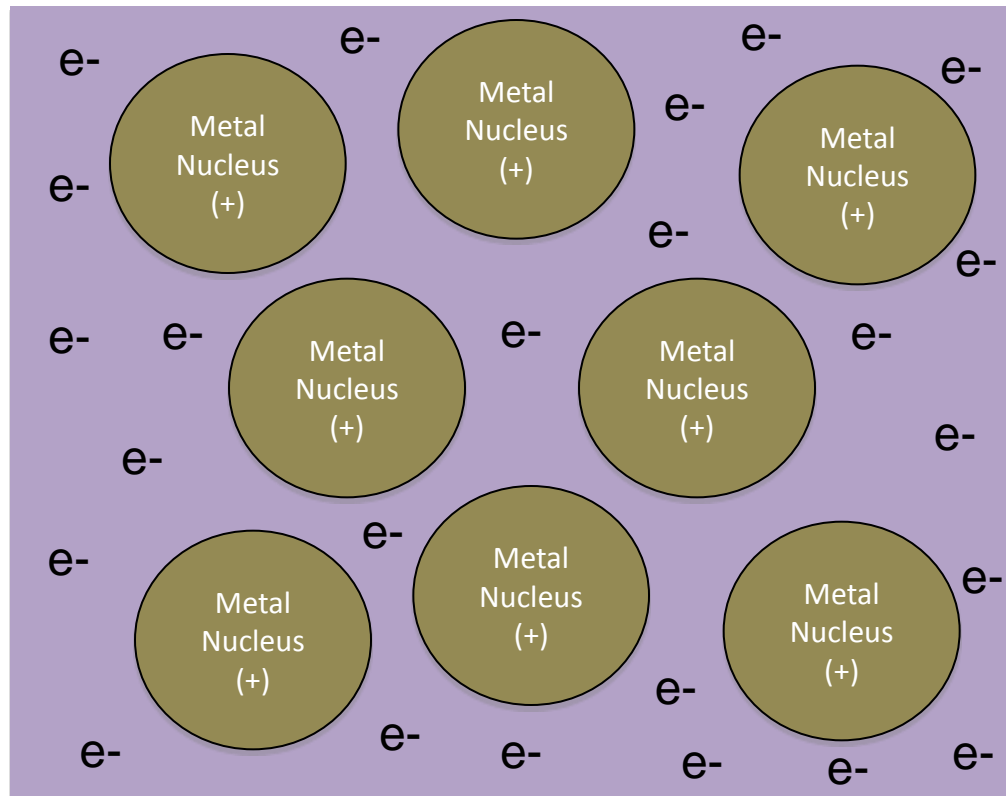 e-
e-
e-
e-
Metal
Nucleus
(+)
Metal
Nucleus
(+)
e-
Metal
Nucleus
(+)
e-
e-
e-
e-
e-
e-
e-
Metal
Nucleus
(+)
Metal
Nucleus
(+)
e-
e-
e-
e-
Metal
Nucleus
(+)
Metal
Nucleus
(+)
Metal
Nucleus
(+)
e-
e-
e-
e-
e-
e-
e-
e-